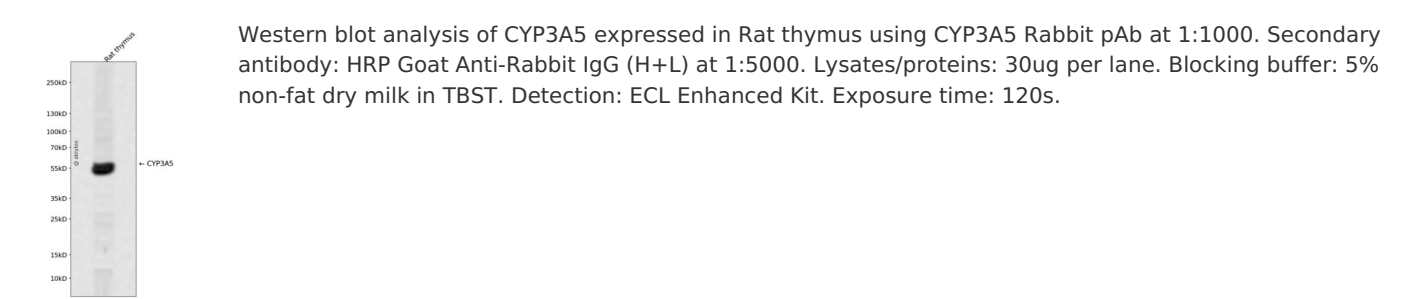 Rat thymus
250kD
130kD
100kD
70kD
55kD
35kD
25kD
15kD
10kD
@ ablybio
← CYP3A5
Western blot analysis of CYP3A5 expressed in Rat thymus using CYP3A5 Rabbit pAb at 1:1000. Secondary
antibody: HRP Goat Anti-Rabbit IgG (H+L) at 1:5000. Lysates/proteins: 30ug per lane. Blocking buffer: 5%
non-fat dry milk in TBST. Detection: ECL Enhanced Kit. Exposure time: 120s.